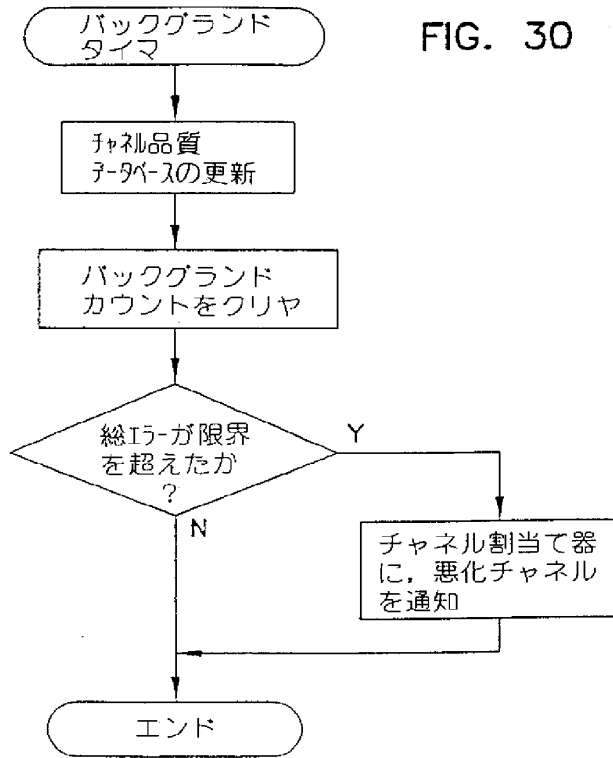 FIG. 30
バックグランド
タイマ
チャネル品質
データベースの更新
バックグランド
カウントをクリヤ
総エラーが限界
を超えたか
?
Y
N
チャネル割当て器
に，悪化チャネル
を通知
エンド